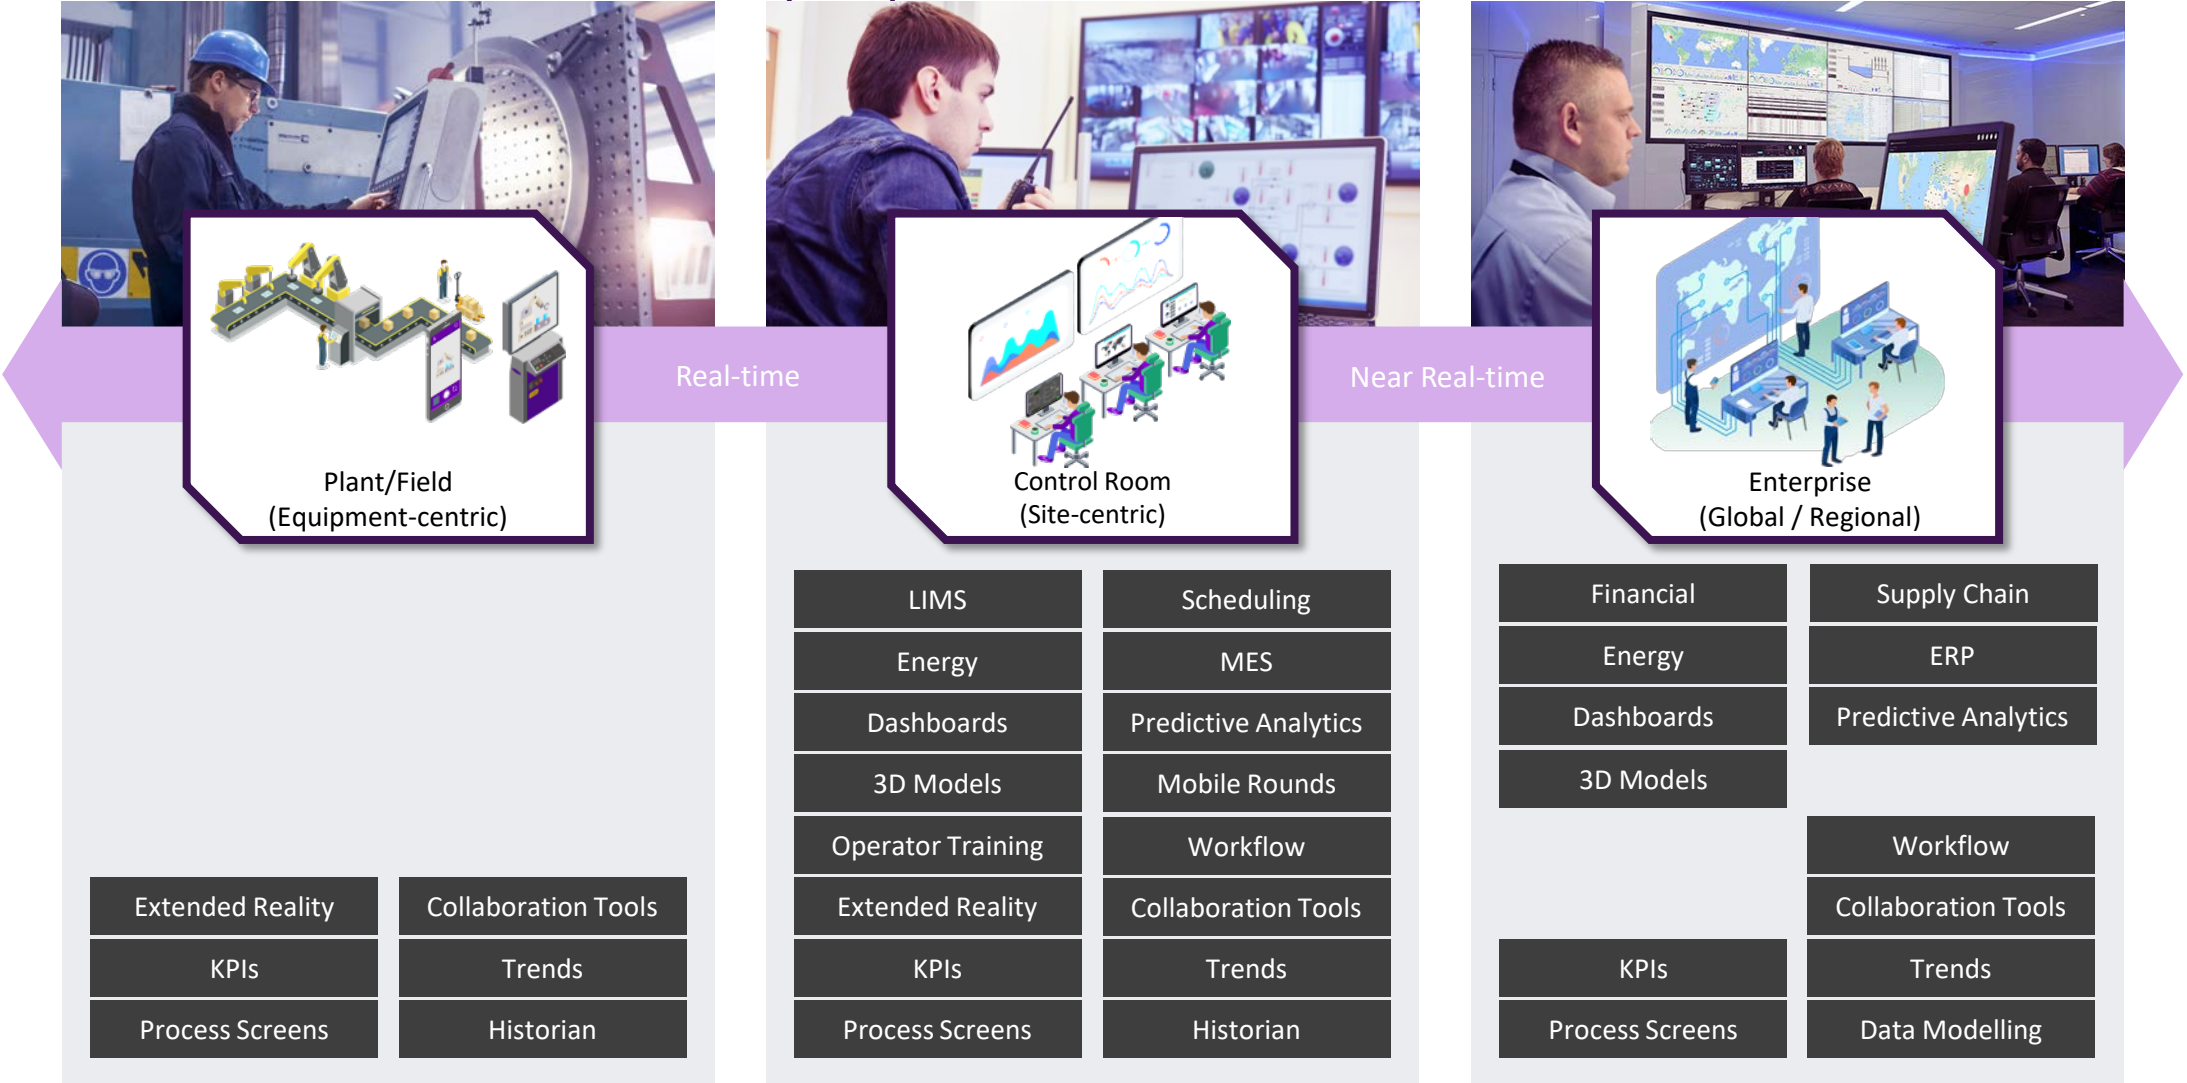 Real-time
Near Real-time
Plant/Field
(Equipment-centric)
Extended Reality
Collaboration Tools
KPIs
Trends
Process Screens
Historian
Control Room
(Site-centric)
LIMS
Scheduling
Energy
MES
Dashboards
Predictive Analytics
3D Models
Mobile Rounds
Operator Training
Workflow
Extended Reality
Collaboration Tools
KPIs
Trends
Process Screens
Historian
Enterprise
(Global / Regional)
Financial
Supply Chain
Energy
ERP
Dashboards
Predictive Analytics
3D Models
Workflow
Collaboration Tools
KPIs
Trends
Process Screens
Data Modelling